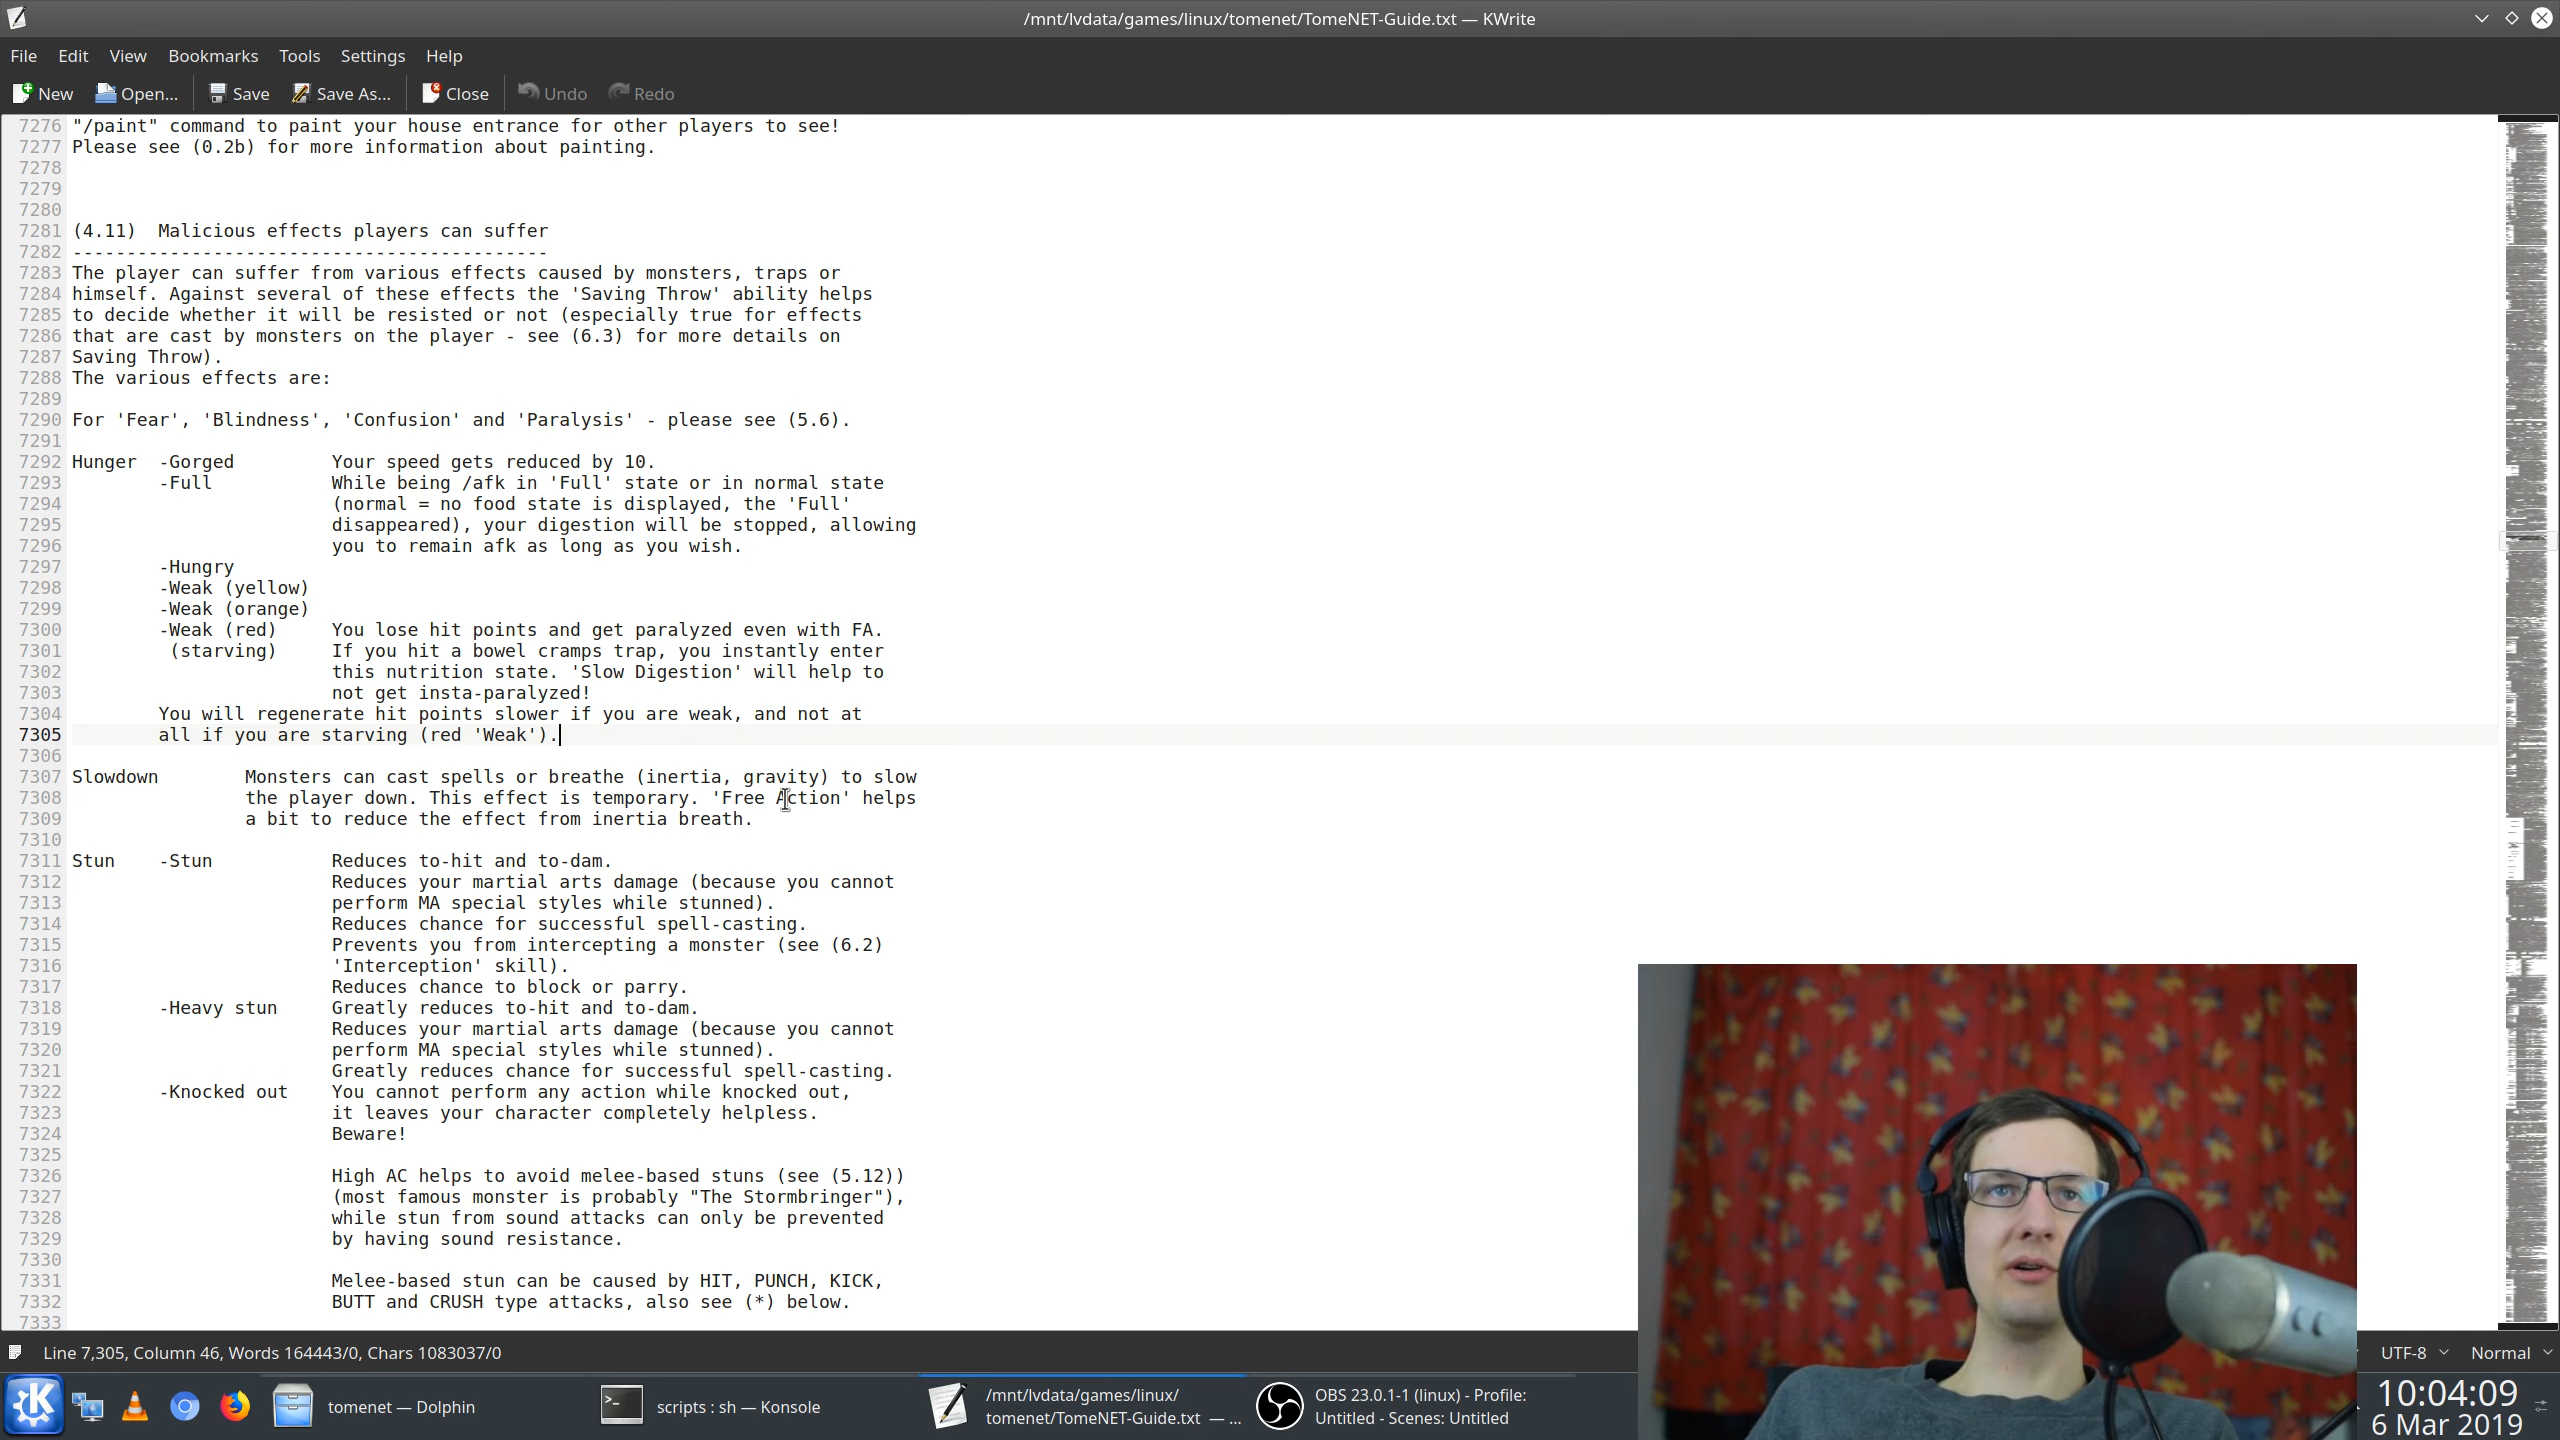 /mnt/lvdata/games/linux/tomenet/TomeNET-Guide.txt — KWrite
File Edit View Bookmarks Tools Settings Help
New Open... Save Save As... Close Undo Redo
7276 "/paint" command to paint your house entrance for other players to see!
7277 Please see (0.2b) for more information about painting.
7278
7279
7280
7281 (4.11)  Malicious effects players can suffer
7282 --------------------------------------------
7283 The player can suffer from various effects caused by monsters, traps or
7284 himself. Against several of these effects the 'Saving Throw' ability helps
7285 to decide whether it will be resisted or not (especially true for effects
7286 that are cast by monsters on the player - see (6.3) for more details on
7287 Saving Throw).
7288 The various effects are:
7289
7290 For 'Fear', 'Blindness', 'Confusion' and 'Paralysis' - please see (5.6).
7291
7292 Hunger  -Gorged         Your speed gets reduced by 10.
7293         -Full           While being /afk in 'Full' state or in normal state
7294                         (normal = no food state is displayed, the 'Full'
7295                         disappeared), your digestion will be stopped, allowing
7296                         you to remain afk as long as you wish.
7297         -Hungry
7298         -Weak (yellow)
7299         -Weak (orange)
7300         -Weak (red)     You lose hit points and get paralyzed even with FA.
7301          (starving)     If you hit a bowel cramps trap, you instantly enter
7302                         this nutrition state. 'Slow Digestion' will help to
7303                         not get insta-paralyzed!
7304         You will regenerate hit points slower if you are weak, and not at
7305         all if you are starving (red 'Weak').
7306
7307 Slowdown        Monsters can cast spells or breathe (inertia, gravity) to slow
7308                 the player down. This effect is temporary. 'Free Action' helps
7309                 a bit to reduce the effect from inertia breath.
7310
7311 Stun    -Stun           Reduces to-hit and to-dam.
7312                         Reduces your martial arts damage (because you cannot
7313                         perform MA special styles while stunned).
7314                         Reduces chance for successful spell-casting.
7315                         Prevents you from intercepting a monster (see (6.2)
7316                         'Interception' skill).
7317                         Reduces chance to block or parry.
7318         -Heavy stun     Greatly reduces to-hit and to-dam.
7319                         Reduces your martial arts damage (because you cannot
7320                         perform MA special styles while stunned).
7321                         Greatly reduces chance for successful spell-casting.
7322         -Knocked out    You cannot perform any action while knocked out,
7323                         it leaves your character completely helpless.
7324                         Beware!
7325
7326                         High AC helps to avoid melee-based stuns (see (5.12))
7327                         (most famous monster is probably "The Stormbringer"),
7328                         while stun from sound attacks can only be prevented
7329                         by having sound resistance.
7330
7331                         Melee-based stun can be caused by HIT, PUNCH, KICK,
7332                         BUTT and CRUSH type attacks, also see (*) below.
7333
Line 7,305, Column 46, Words 164443/0, Chars 1083037/0 UTF-8 Normal
tomenet — Dolphin
scripts : sh — Konsole
/mnt/lvdata/games/linux/
tomenet/TomeNET-Guide.txt — ...
OBS 23.0.1-1 (linux) - Profile:
Untitled - Scenes: Untitled
10:04:09
6 Mar 2019